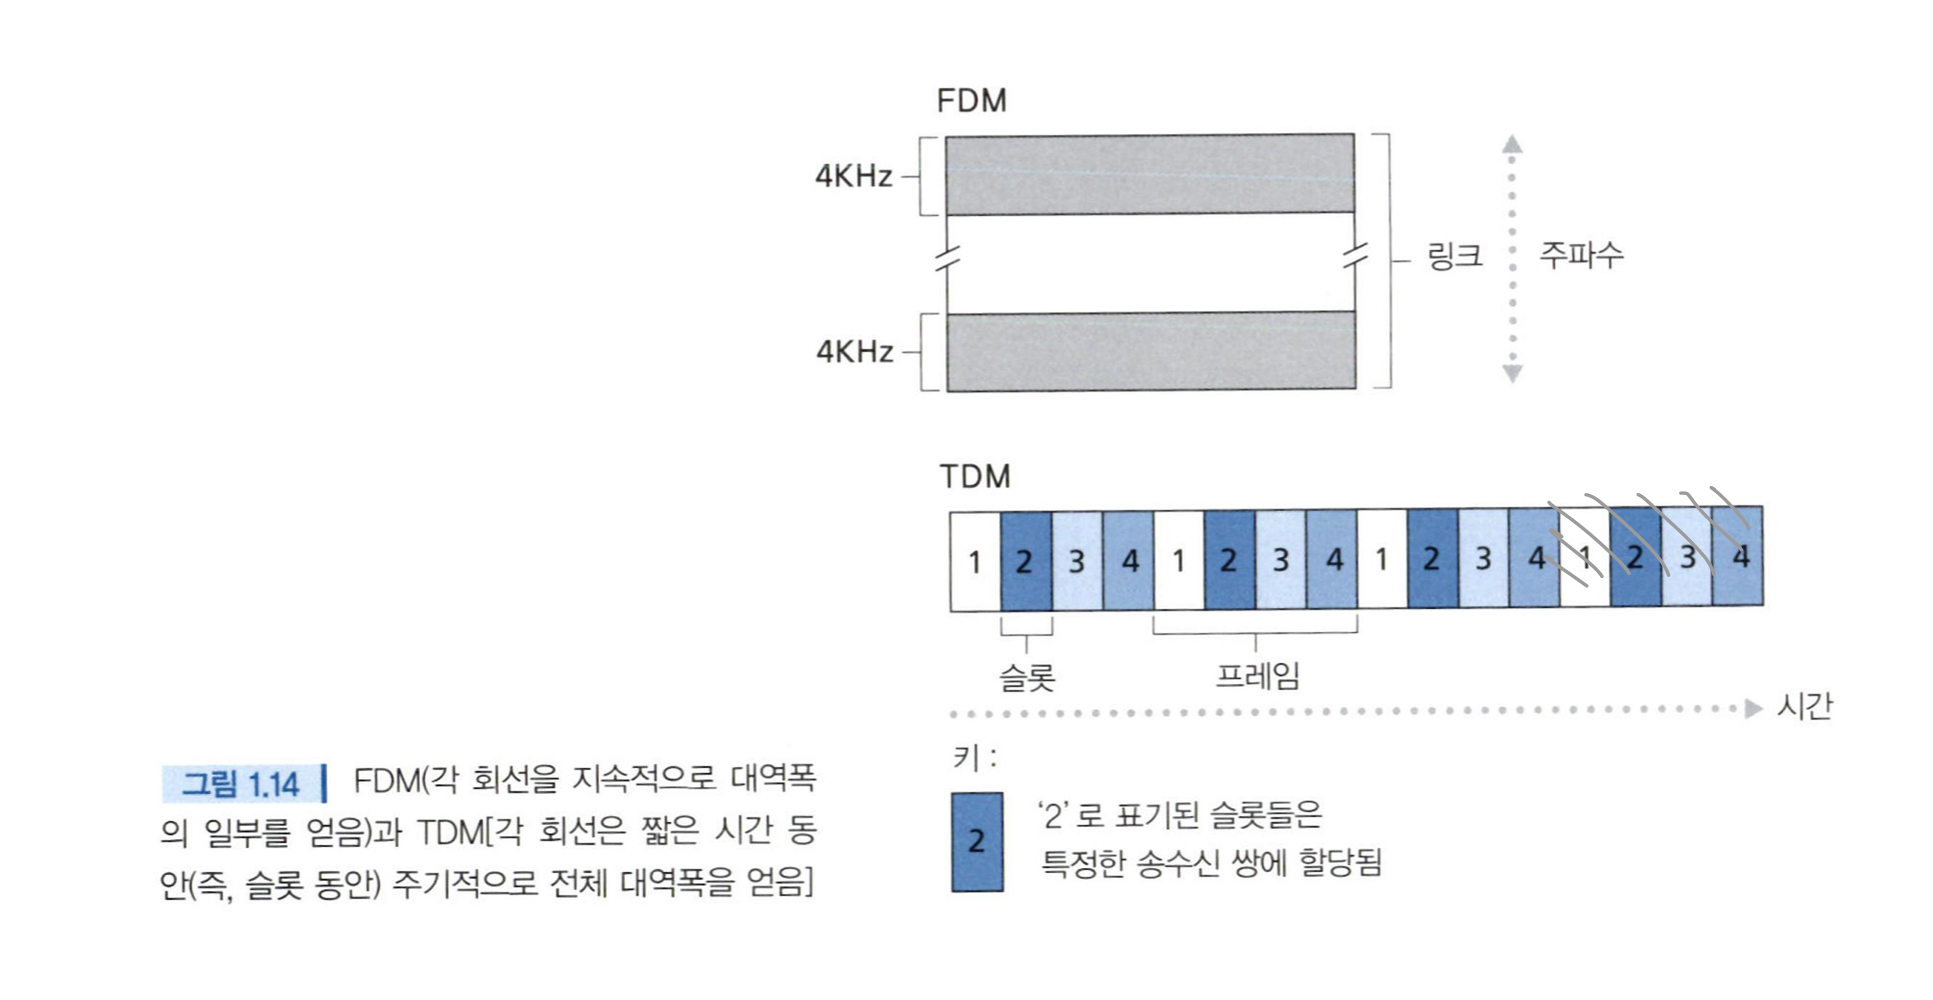 FDM
4KHz
링크
주파수
4KHz
TDM
1 2 3 4 1 2 3 4 1 2 3 4 1 2 3 4
슬롯
프레임
시간
키 :
2
‘2’로 표기된 슬롯들은
특정한 송수신 쌍에 할당됨
그림 1.14 FDM(각 회선을 지속적으로 대역폭
의 일부를 얻음)과 TDM[각 회선은 짧은 시간 동
안(즉, 슬롯 동안) 주기적으로 전체 대역폭을 얻음]